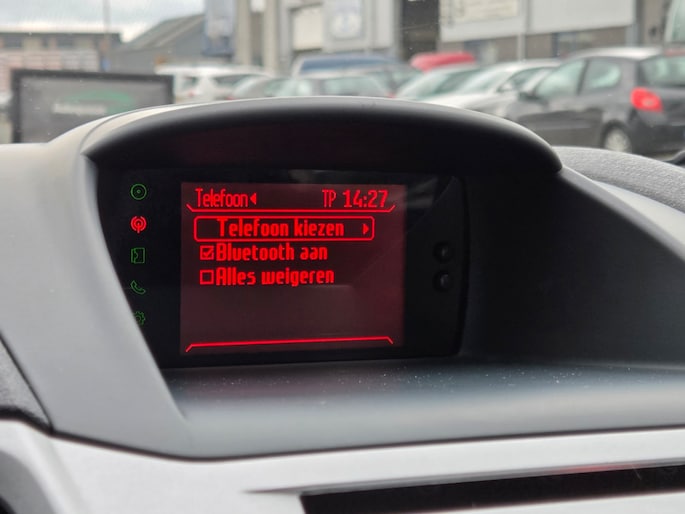 Telefoon TP 14:27
Telefoon kiezen
Bluetooth aan
Alles weigeren